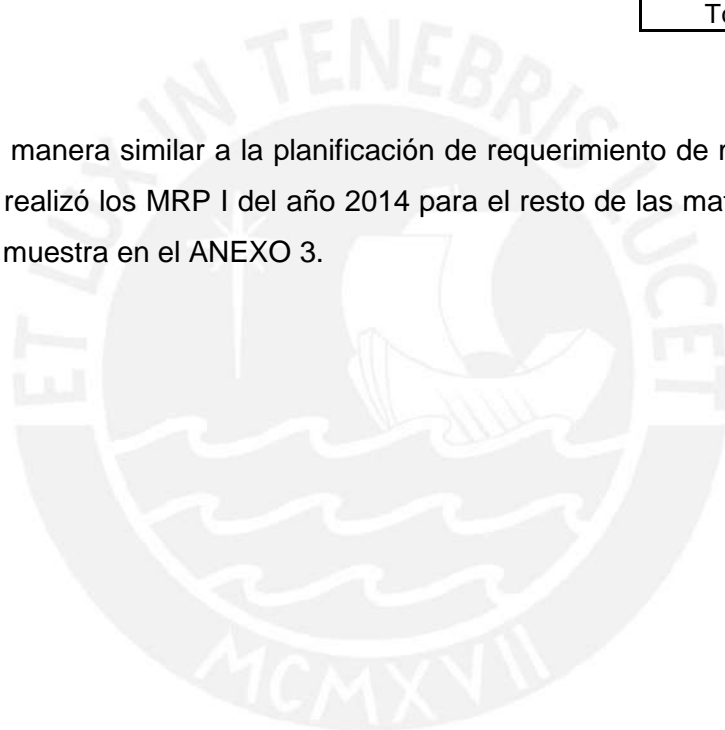 To
manera similar a la planificación de requerimiento de
realizó los MRP I del año 2014 para el resto de las
muestra en el ANEXO 3.
ET LUX IN TENEBRIS LUCET
MCMXVII